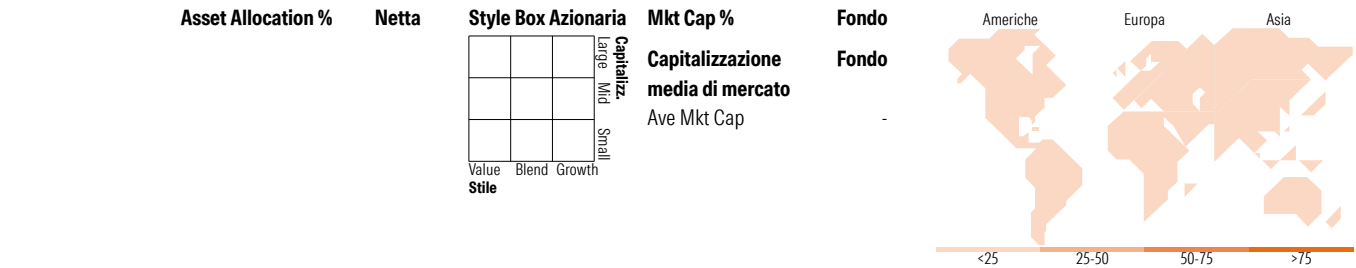 Asset Allocation % Netta
Style Box Azionaria
Large Mid Small
Capitalizz.
Value Blend Growth
Stile
Mkt Cap % Fondo
Capitalizzazione media di mercato Fondo
Ave Mkt Cap -
Americhe Europa Asia
<25 25-50 50-75 >75